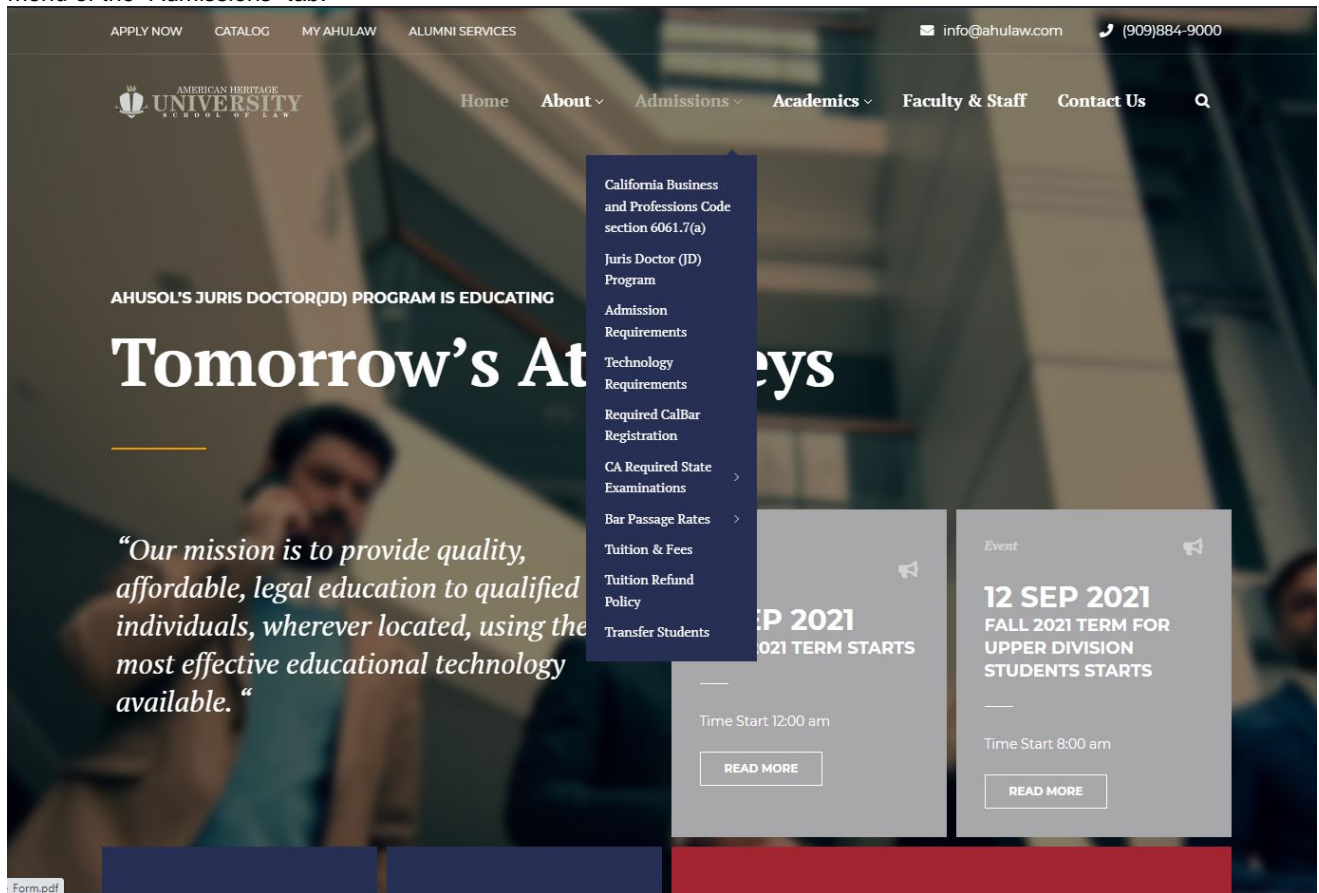 menu of the "Admissions" tab.
APPLY NOW CATALOG MY AHULAW ALUMNI SERVICES info@ahulaw.com (909)884-9000
AMERICAN HERITAGE
UNIVERSITY
SCHOOL OF LAW
Home About Admissions Academics Faculty & Staff Contact Us
California Business
and Professions Code
section 6061.7(a)
Juris Doctor (JD)
Program
Admission
Requirements
Technology
Requirements
Required CalBar
Registration
CA Required State
Examinations
Bar Passage Rates
Tuition & Fees
Tuition Refund
Policy
Transfer Students
AHUSOL'S JURIS DOCTOR(JD) PROGRAM IS EDUCATING
Tomorrow's At eys
"Our mission is to provide quality,
affordable, legal education to qualified
individuals, wherever located, using the
most effective educational technology
available. "
EP 2021
021 TERM STARTS
Time Start 12:00 am
READ MORE
Event
12 SEP 2021
FALL 2021 TERM FOR
UPPER DIVISION
STUDENTS STARTS
Time Start 8:00 am
READ MORE
Form.pdf